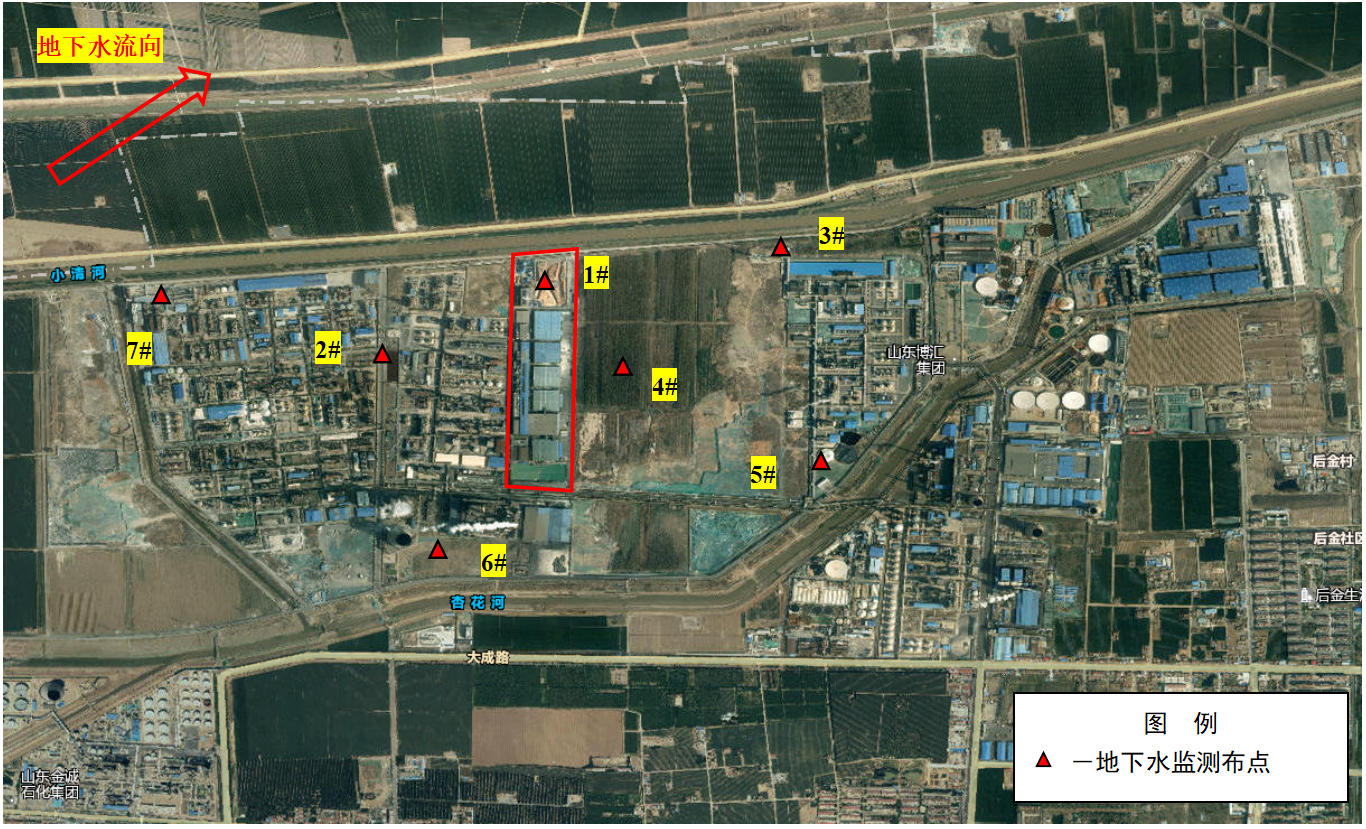 地下水流向
3#
1#
小清河
7#
2#
山东博汇
集团
4#
5#
后金村
后金社区
6#
后金生
杏花河
大成路
图 例
－地下水监测布点
山东金诚
石化集团